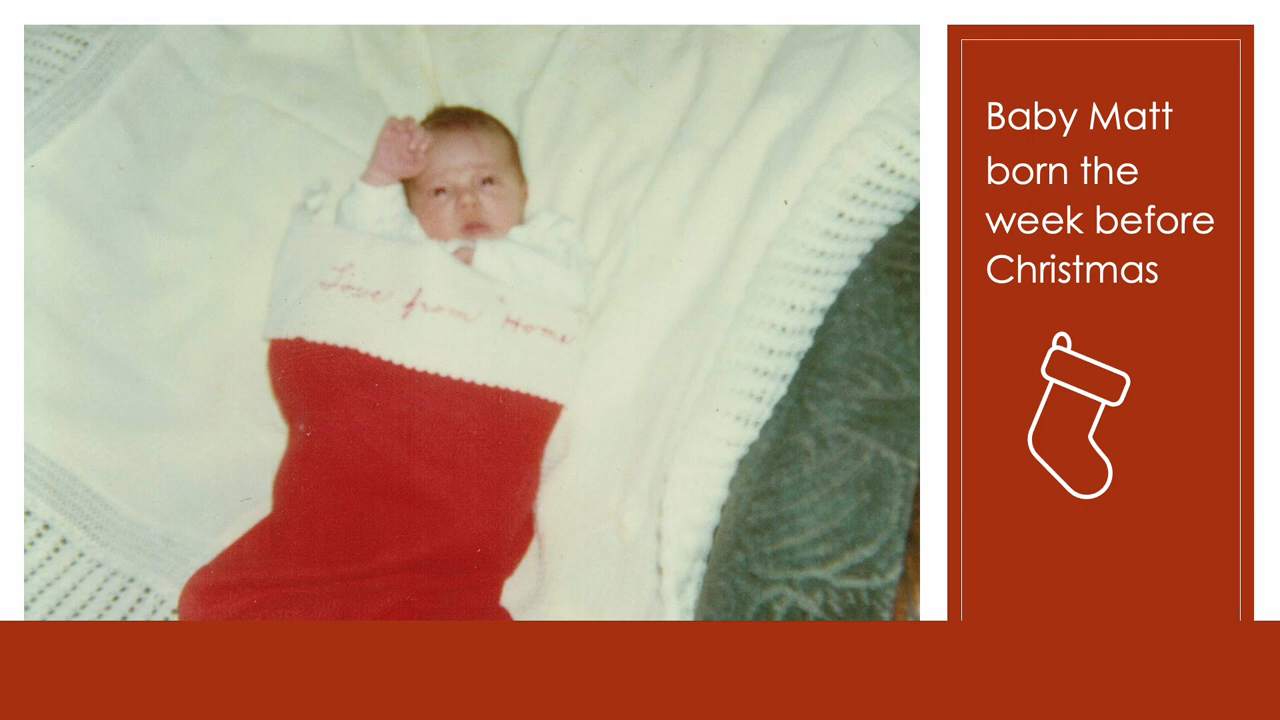 Love from Home
Baby Matt
born the
week before
Christmas